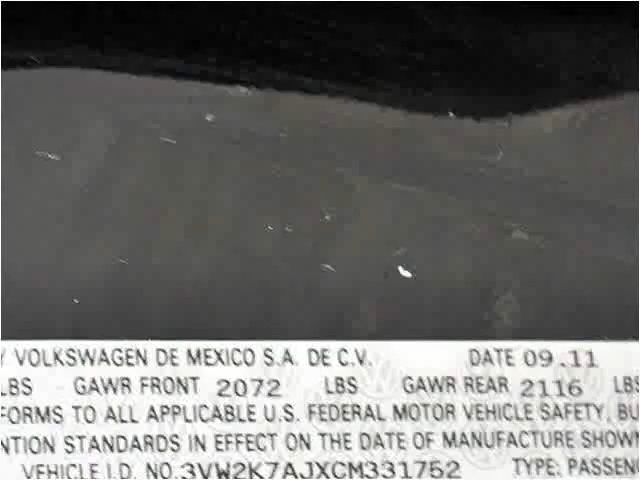 Y VOLKSWAGEN DE MEXICO S.A. DE C.V. DATE 09.11
LBS GAWR FRONT 2072 LBS GAWR REAR 2116 LBS
FORMS TO ALL APPLICABLE U.S. FEDERAL MOTOR VEHICLE SAFETY, BU
NTION STANDARDS IN EFFECT ON THE DATE OF MANUFACTURE SHOWN
VEHICLE I.D. NO.3VW2K7AJXCM331752 TYPE: PASSEN